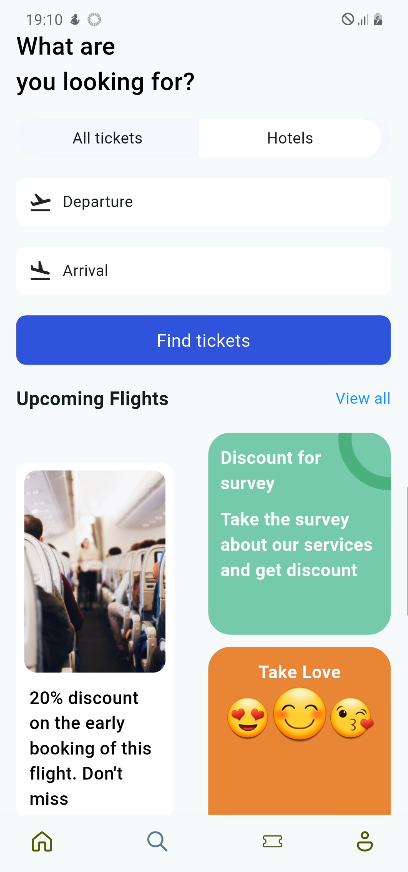 19:10
What are
you looking for?
All tickets
Hotels
Departure
Arrival
Find tickets
Upcoming Flights
View all
20% discount
on the early
booking of this
flight. Don't
miss
Discount for
survey
Take the survey
about our services
and get discount
Take Love